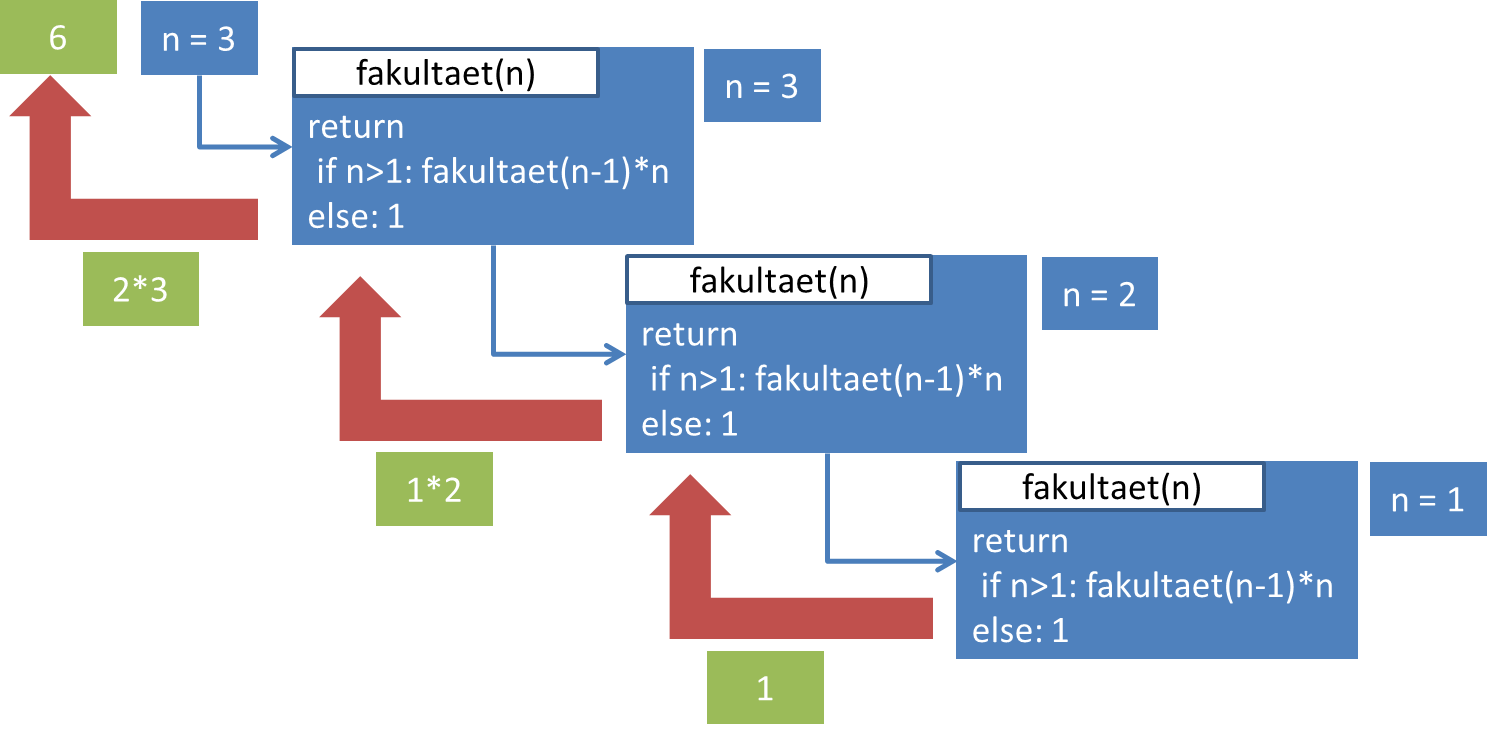 6
n = 3
fakultaet(n)
n = 3
return
if n>1: fakultaet(n-1)*n
else: 1
2*3
fakultaet(n)
n = 2
return
if n>1: fakultaet(n-1)*n
else: 1
1*2
fakultaet(n)
n = 1
return
if n>1: fakultaet(n-1)*n
else: 1
1